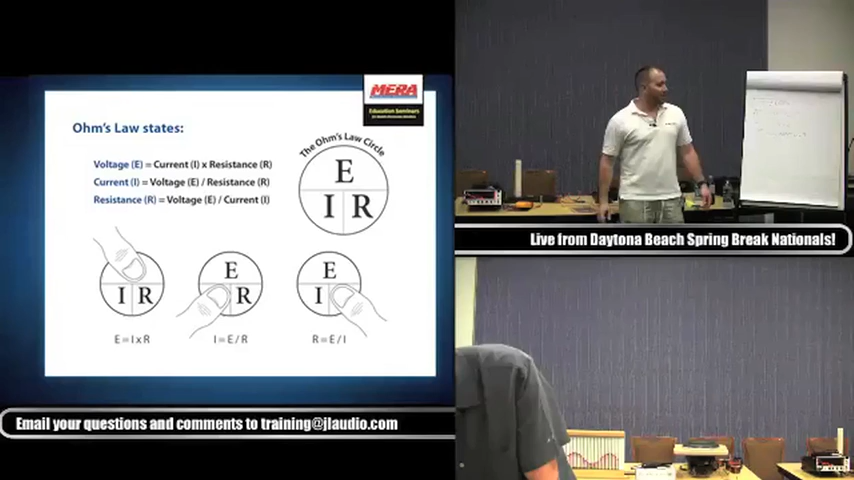 MERA
Education Seminars
Ohm's Law states:
Voltage (E) = Current (I) x Resistance (R)
Current (I) = Voltage (E) / Resistance (R)
Resistance (R) = Voltage (E) / Current (I)
The Ohm's Law Circle
E
I R
I R
E
R
E
I
E = I x R
I = E / R
R = E / I
Live from Daytona Beach Spring Break Nationals!
Email your questions and comments to training@jlaudio.com